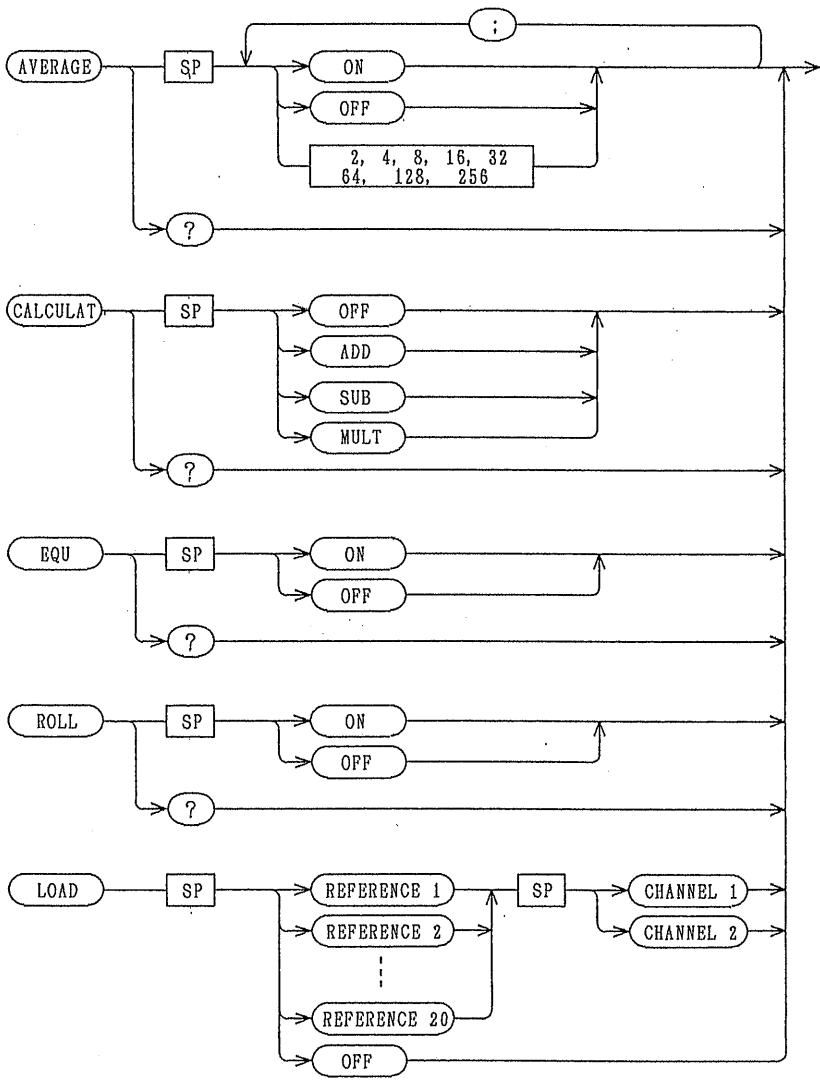 ;
AVERAGE SP ON
OFF
2, 4, 8, 16, 32
64, 128, 256
?
CALCULAT SP OFF
ADD
SUB
MULT
?
EQU SP ON
OFF
?
ROLL SP ON
OFF
?
LOAD SP REFERENCE 1 SP CHANNEL 1
REFERENCE 2 CHANNEL 2
REFERENCE 20
OFF